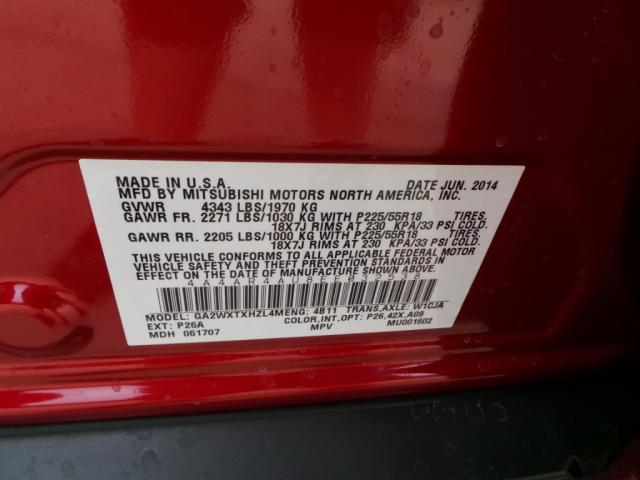 MADE IN U.S.A. DATE JUN. 2014
MFD BY MITSUBISHI MOTORS NORTH AMERICA, INC.
GVWR 4343 LBS/1970 KG
GAWR FR. 2271 LBS/1030 KG WITH P225/55R18 TIRES,
18X7J RIMS AT 230 KPA/33 PSI COLD.
GAWR RR. 2205 LBS/1000 KG WITH P225/55R18 TIRES,
18X7J RIMS AT 230 KPA/33 PSI COLD.
THIS VEHICLE CONFORMS TO ALL APPLICABLE FEDERAL MOTOR
VEHICLE SAFETY AND THEFT PREVENTION STANDARDS IN
EFFECT ON THE DATE OF MANUFACTURE SHOWN ABOVE.
4A4AR4AU8EE032538
MODEL: GA2WXTXHZL4M ENG: 4B11 TRANS,AXLE: W1CJA
EXT: P26A COLOR,INT,OPT: P26,42X,A09
MDH 061707 MPV MU001602